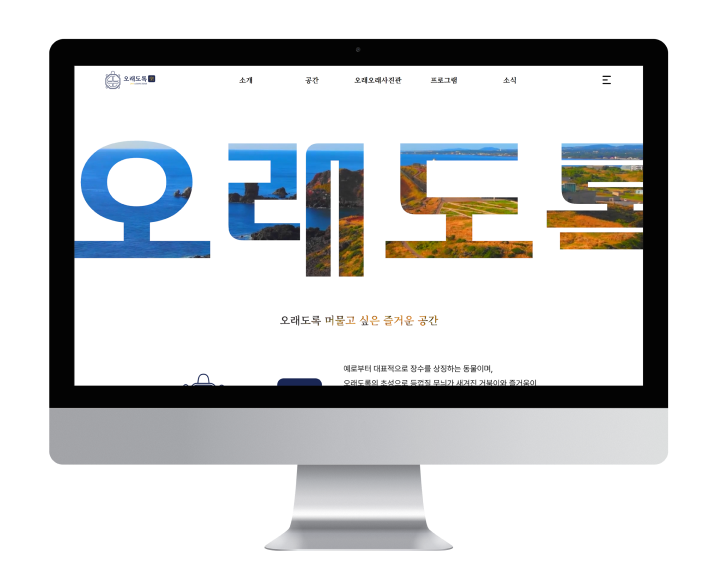 오래도록
소개
공간
오래오래사진관
프로그램
소식
오래도록
오래도록 머물고 싶은 즐거운 공간
예로부터 대표적으로 장수를 상징하는 동물이며,
오래도록의 초성으로 등껍질 무늬가 새겨진 거북이와 즐거움이